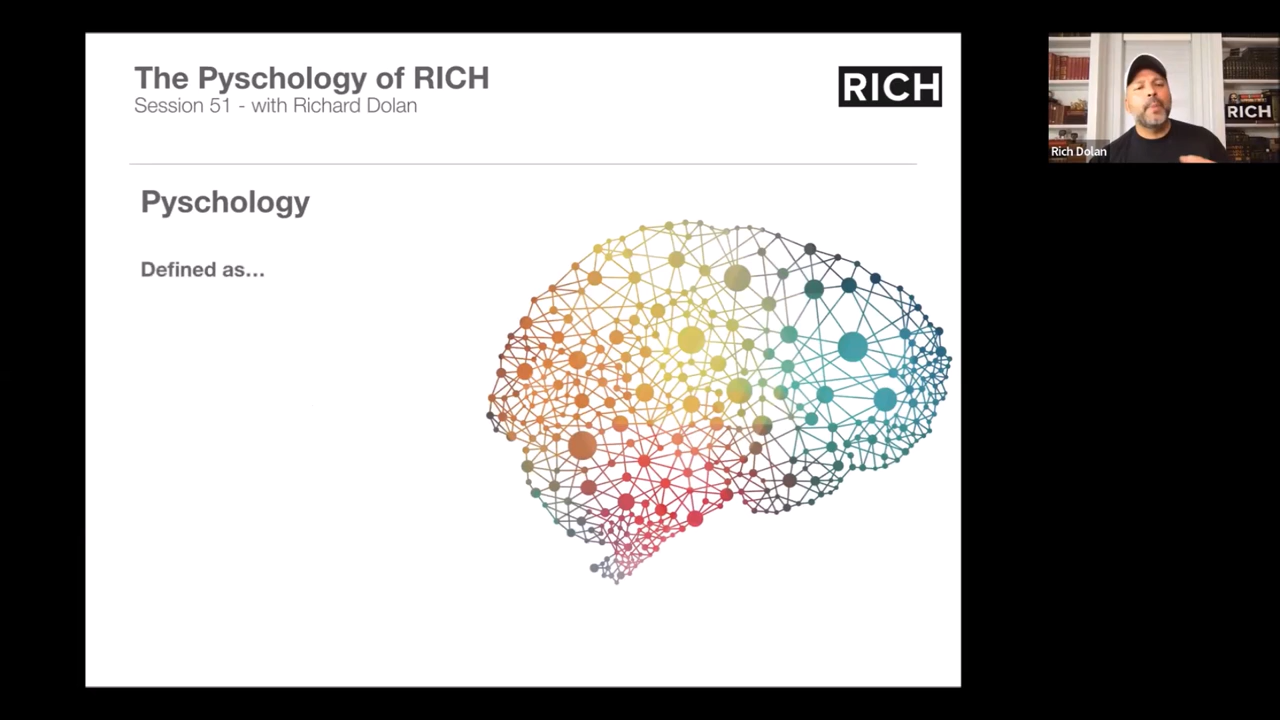 The Pyschology of RICH
Session 51 - with Richard Dolan
RICH
Pyschology
Defined as...
RICH
Rich Dolan